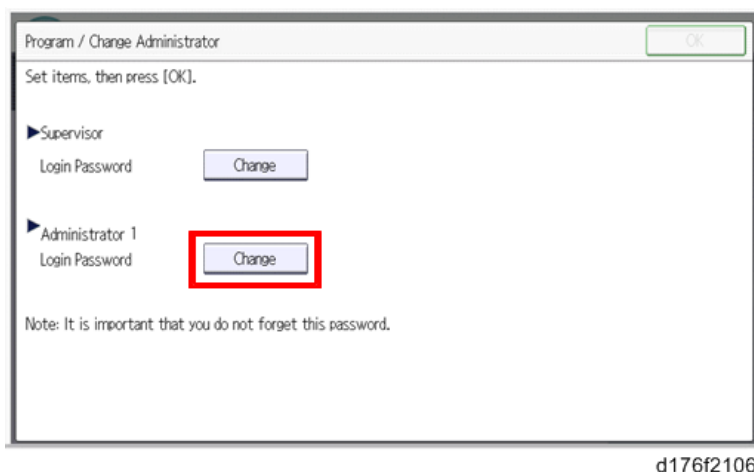 Program / Change Administrator OK
Set items, then press [OK].
▶Supervisor
Login Password Change
▶Administrator 1
Login Password Change
Note: It is important that you do not forget this password.
d176f2106